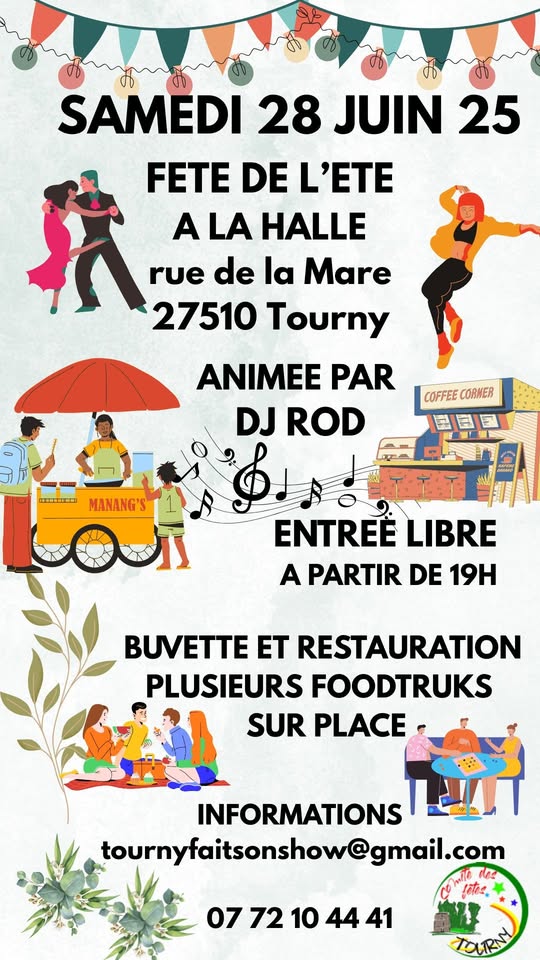 SAMEDI 28 JUIN 25
FETE DE L'ETE
A LA HALLE
rue de la Mare
27510 Tourny
ANIMEE PAR
DJ ROD
COFFEE CORNER
MANANG'S
ENTREE LIBRE
A PARTIR DE 19H
BUVETTE ET RESTAURATION
PLUSIEURS FOODTRUKS
SUR PLACE
INFORMATIONS
tournyfaitsonshow@gmail.com
07 72 10 44 41
Comité des
fêtes
TOURNY